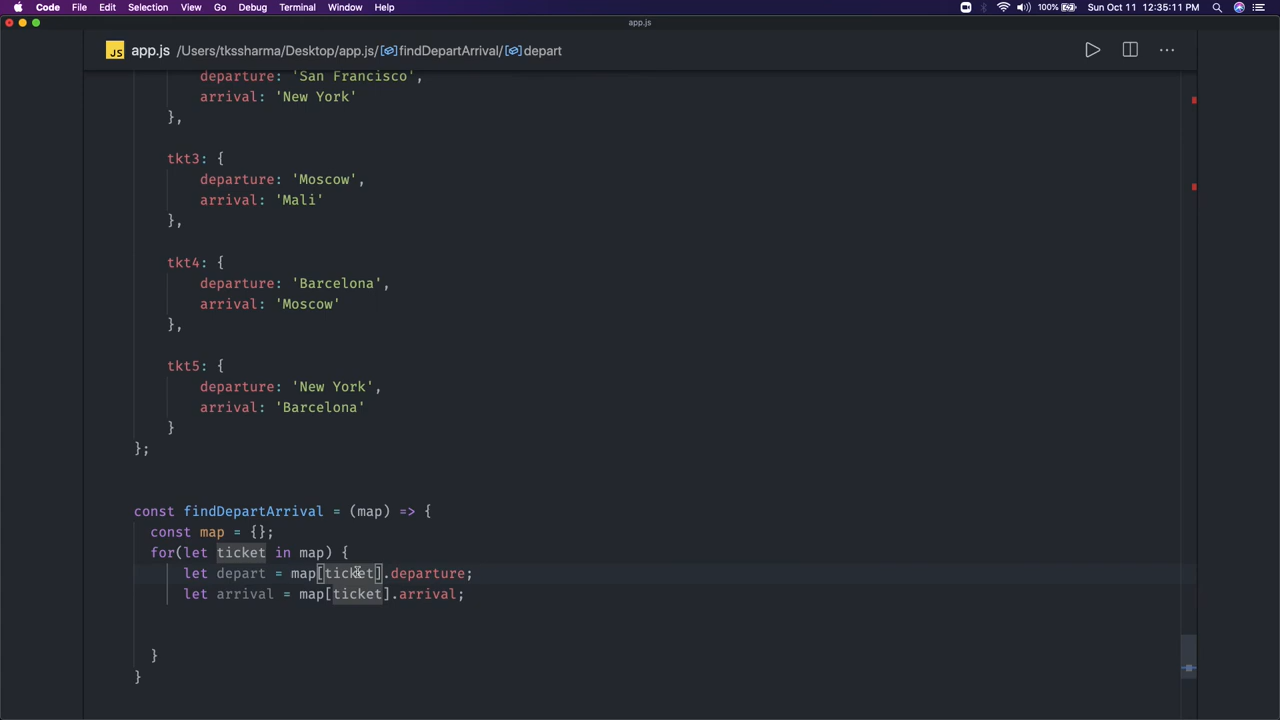 Code File Edit Selection View Go Debug Terminal Window Help 100% Sun Oct 11 12:35:11 PM
app.js
JS app.js /Users/tkssharma/Desktop/app.js/findDepartArrival/depart
departure: 'San Francisco',
arrival: 'New York'
},
tkt3: {
departure: 'Moscow',
arrival: 'Mali'
},
tkt4: {
departure: 'Barcelona',
arrival: 'Moscow'
},
tkt5: {
departure: 'New York',
arrival: 'Barcelona'
}
};
const findDepartArrival = (map) => {
const map = {};
for(let ticket in map) {
let depart = map[ticket].departure;
let arrival = map[ticket].arrival;
}
}